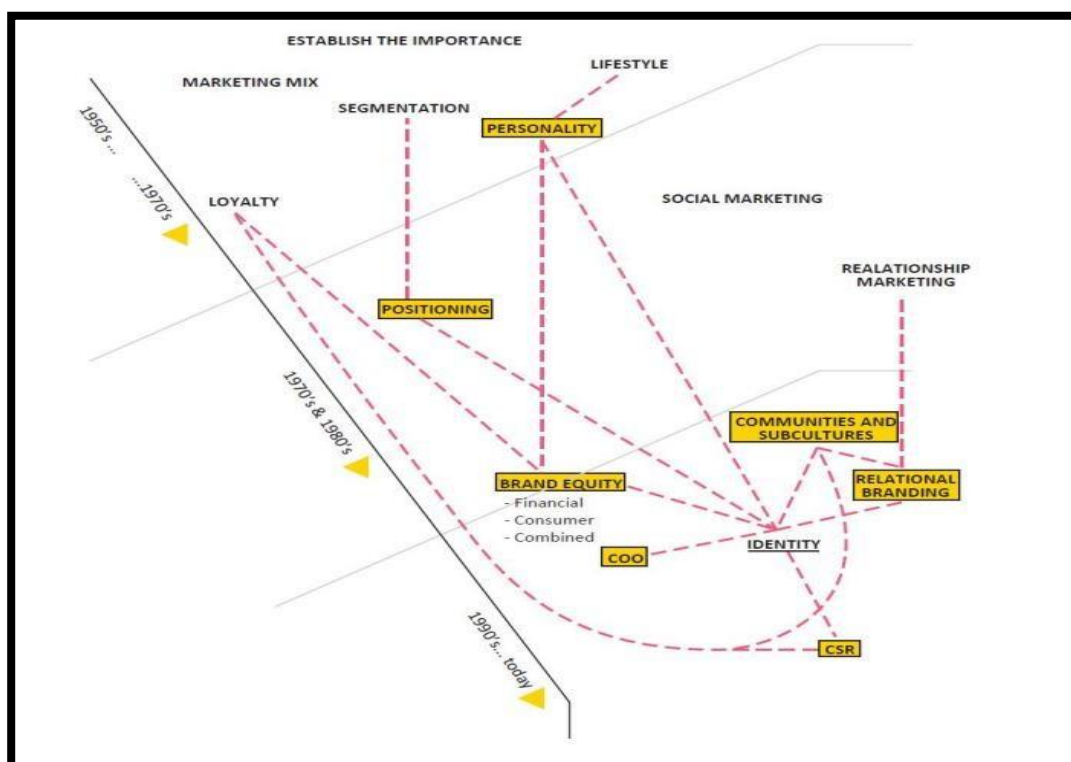 ESTABLISH THE IMPORTANCE
LIFESTYLE
MARKETING MIX
SEGMENTATION
PERSONALITY
1950's ...
...1970's
LOYALTY
SOCIAL MARKETING
REALATIONSHIP
MARKETING
POSITIONING
1970's & 1980's
COMMUNITIES AND
SUBCULTURES
BRAND EQUITY
- Financial
- Consumer
- Combined
RELATIONAL
BRANDING
IDENTITY
COO
1990's... today
CSR